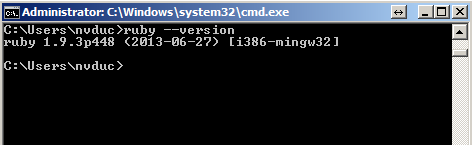 Administrator: C:\Windows\system32\cmd.exe
C:\Users\nvduc>ruby --version
ruby 1.9.3p448 (2013-06-27) [i386-mingw32]
C:\Users\nvduc>